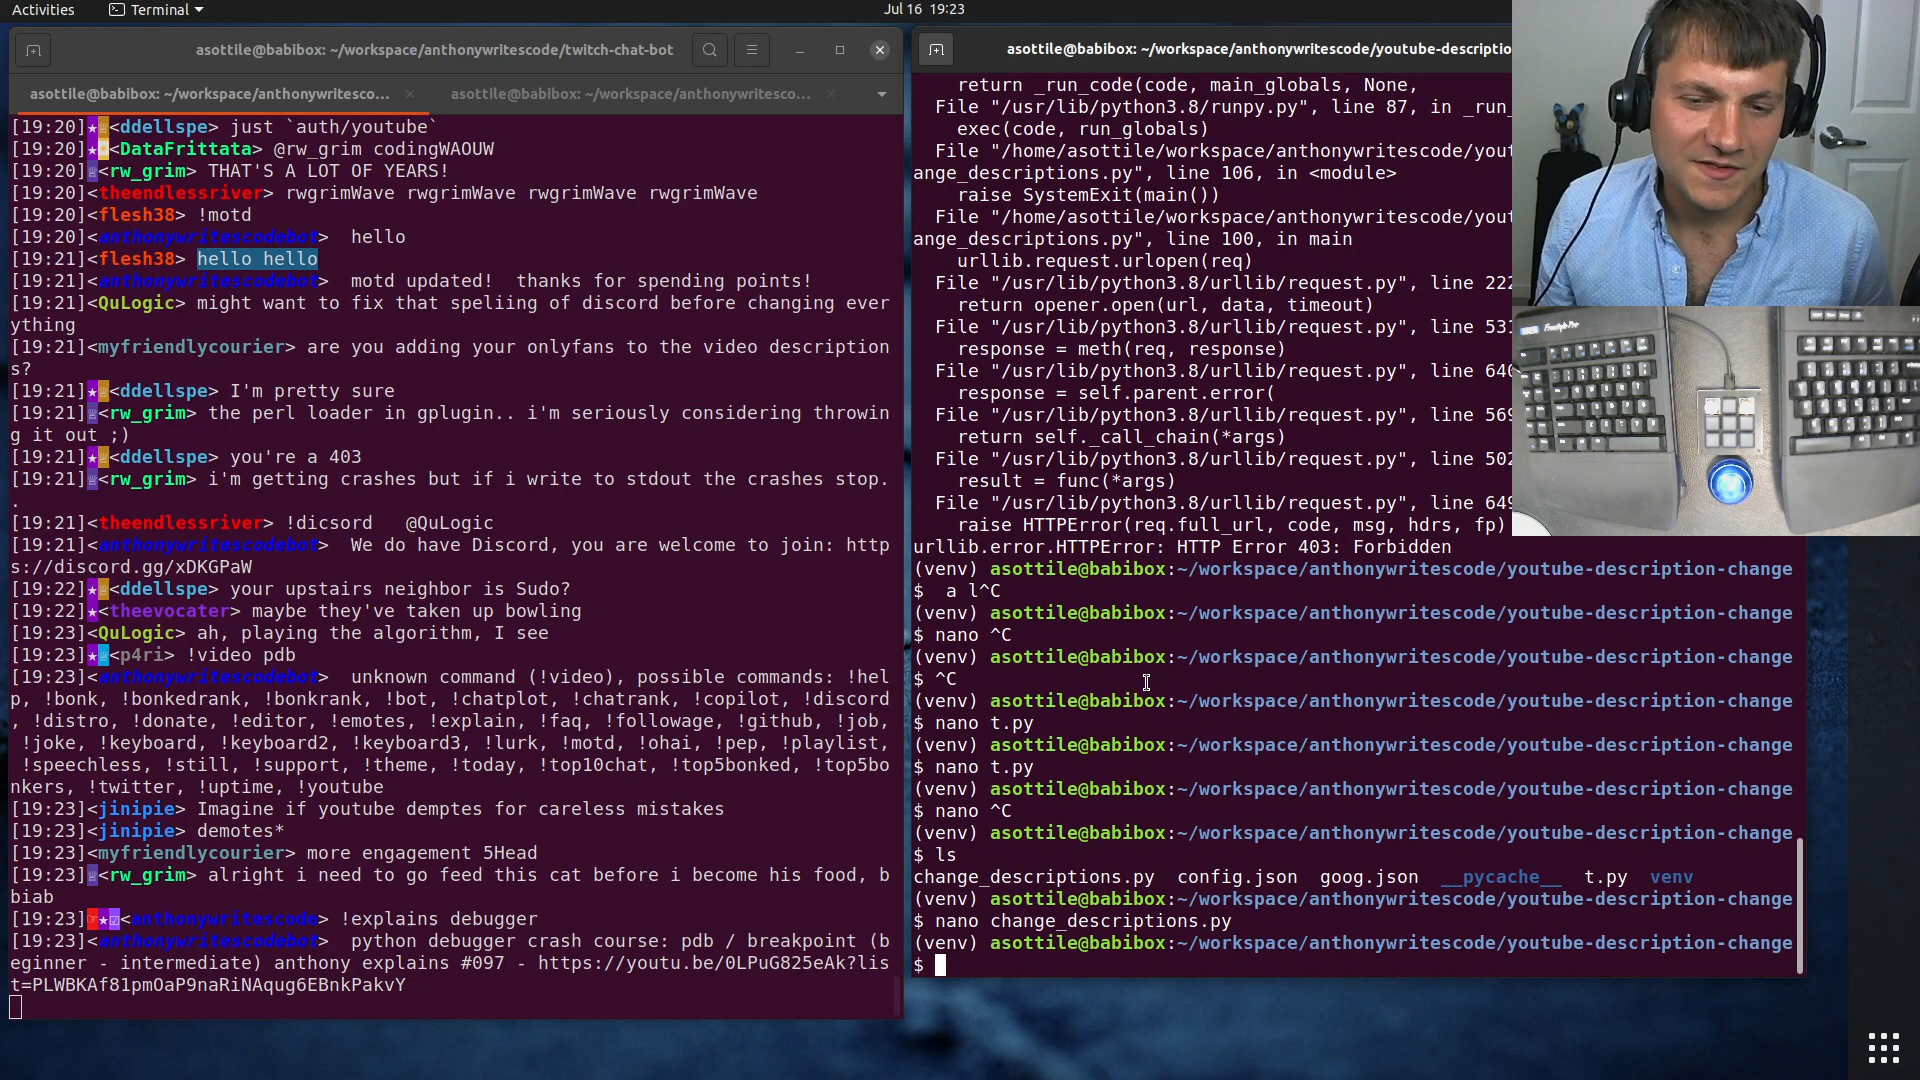 Activities
Terminal
Jul 16 19:23
asottile@babibox: ~/workspace/anthonywritescode/twitch-chat-bot
asottile@babibox: ~/workspace/anthonywritesco...
asottile@babibox: ~/workspace/anthonywritesco...
[19:20]<ddellspe> just `auth/youtube`
[19:20]<DataFrittata> @rw_grim codingWAOUW
[19:20]<rw_grim> THAT'S A LOT OF YEARS!
[19:20]<theendlessriver> rwgrimWave rwgrimWave rwgrimWave rwgrimWave
[19:20]<flesh38> !motd
[19:20]<anthonywritescodebot>  hello
[19:21]<flesh38> hello hello
[19:21]<anthonywritescodebot>  motd updated!  thanks for spending points!
[19:21]<QuLogic> might want to fix that speliing of discord before changing ever
ything
[19:21]<myfriendlycourier> are you adding your onlyfans to the video description
s?
[19:21]<ddellspe> I'm pretty sure
[19:21]<rw_grim> the perl loader in gplugin.. i'm seriously considering throwin
g it out ;)
[19:21]<ddellspe> you're a 403
[19:21]<rw_grim> i'm getting crashes but if i write to stdout the crashes stop.
.
[19:21]<theendlessriver> !dicsord   @QuLogic
[19:21]<anthonywritescodebot>  We do have Discord, you are welcome to join: http
s://discord.gg/xDKGPaW
[19:22]<ddellspe> your upstairs neighbor is Sudo?
[19:22]<theevocater> maybe they've taken up bowling
[19:23]<QuLogic> ah, playing the algorithm, I see
[19:23]<p4ri> !video pdb
[19:23]<anthonywritescodebot>  unknown command (!video), possible commands: !hel
p, !bonk, !bonkedrank, !bonkrank, !bot, !chatplot, !chatrank, !copilot, !discord
, !distro, !donate, !editor, !emotes, !explain, !faq, !followage, !github, !job,
 !joke, !keyboard, !keyboard2, !keyboard3, !lurk, !motd, !ohai, !pep, !playlist,
 !speechless, !still, !support, !theme, !today, !top10chat, !top5bonked, !top5bo
nkers, !twitter, !uptime, !youtube
[19:23]<jinipie> Imagine if youtube demptes for careless mistakes
[19:23]<jinipie> demotes*
[19:23]<myfriendlycourier> more engagement 5Head
[19:23]<rw_grim> alright i need to go feed this cat before i become his food, b
biab
[19:23]<anthonywritescode> !explains debugger
[19:23]<anthonywritescodebot>  python debugger crash course: pdb / breakpoint (b
eginner - intermediate) anthony explains #097 - https://youtu.be/0LPuG825eAk?lis
t=PLWBKAf81pmOaP9naRiNAqug6EBnkPakvY
asottile@babibox: ~/workspace/anthonywritescode/youtube-descriptio
return _run_code(code, main_globals, None,
File "/usr/lib/python3.8/runpy.py", line 87, in _run_
exec(code, run_globals)
File "/home/asottile/workspace/anthonywritescode/yout
ange_descriptions.py", line 106, in <module>
raise SystemExit(main())
File "/home/asottile/workspace/anthonywritescode/yout
ange_descriptions.py", line 100, in main
urllib.request.urlopen(req)
File "/usr/lib/python3.8/urllib/request.py", line 222
return opener.open(url, data, timeout)
File "/usr/lib/python3.8/urllib/request.py", line 531
response = meth(req, response)
File "/usr/lib/python3.8/urllib/request.py", line 640
response = self.parent.error(
File "/usr/lib/python3.8/urllib/request.py", line 569
return self._call_chain(*args)
File "/usr/lib/python3.8/urllib/request.py", line 502
result = func(*args)
File "/usr/lib/python3.8/urllib/request.py", line 649
raise HTTPError(req.full_url, code, msg, hdrs, fp)
urllib.error.HTTPError: HTTP Error 403: Forbidden
(venv) asottile@babibox:~/workspace/anthonywritescode/youtube-description-change
$  a l^C
(venv) asottile@babibox:~/workspace/anthonywritescode/youtube-description-change
$ nano ^C
(venv) asottile@babibox:~/workspace/anthonywritescode/youtube-description-change
$ ^C
(venv) asottile@babibox:~/workspace/anthonywritescode/youtube-description-change
$ nano t.py
(venv) asottile@babibox:~/workspace/anthonywritescode/youtube-description-change
$ nano t.py
(venv) asottile@babibox:~/workspace/anthonywritescode/youtube-description-change
$ nano ^C
(venv) asottile@babibox:~/workspace/anthonywritescode/youtube-description-change
$ ls
change_descriptions.py  config.json  goog.json  __pycache__  t.py  venv
(venv) asottile@babibox:~/workspace/anthonywritescode/youtube-description-change
$ nano change_descriptions.py
(venv) asottile@babibox:~/workspace/anthonywritescode/youtube-description-change
$
Freestyle Pro